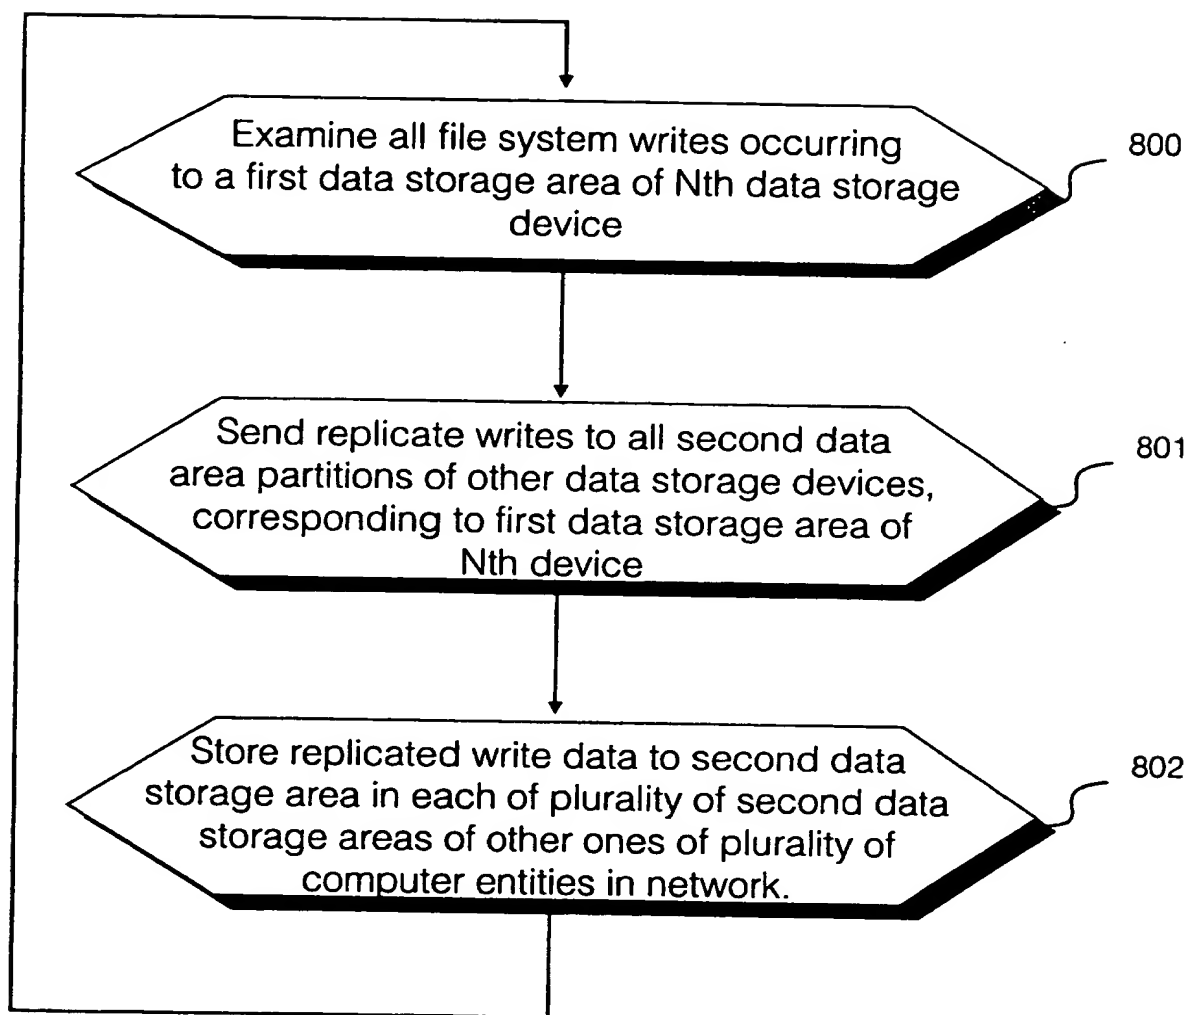 Examine all file system writes occurring
800
to a first data storage area of Nth data storage
device
Send replicate writes to all second data
801
area partitions of other data storage devices,
corresponding to first data storage area of
Nth device
Store replicated write data to second data
802
storage area in each of plurality of second data
storage areas of other ones of plurality of
computer entities in network.